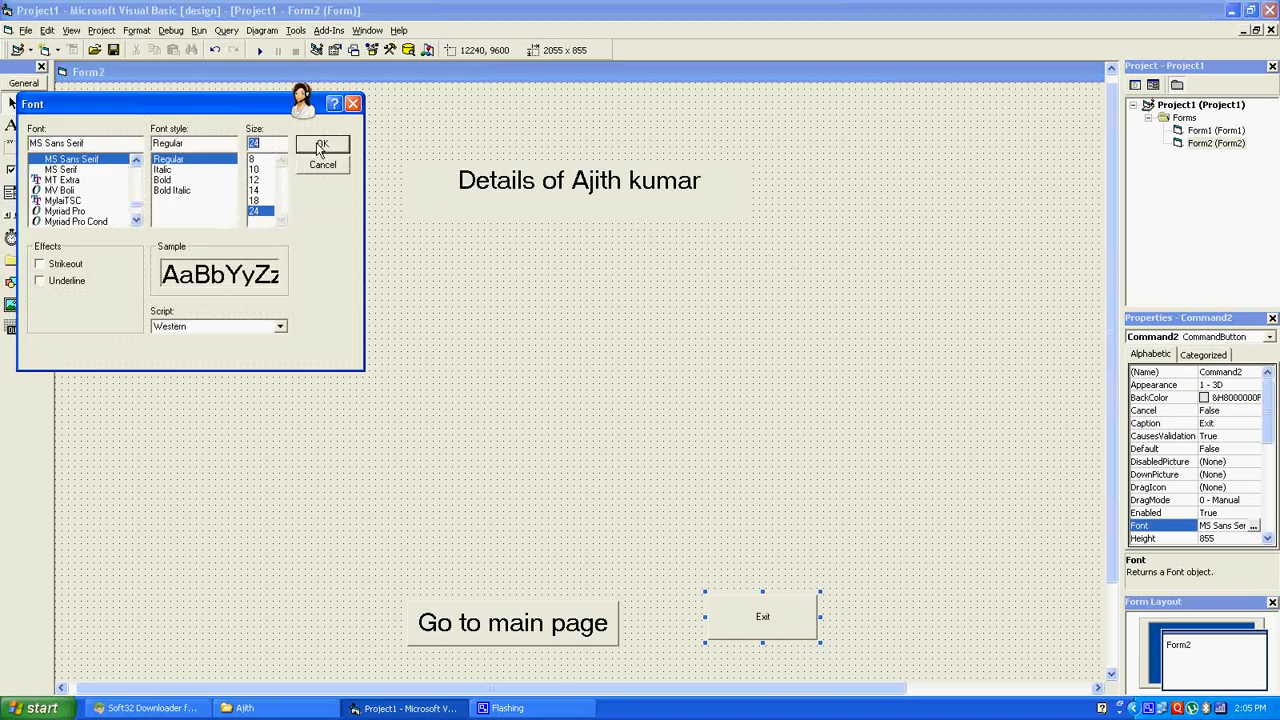 Project1 - Microsoft Visual Basic [design] - [Project1 - Form2 (Form)]
File Edit View Project Format Debug Run Query Diagram Tools Add-Ins Window Help
12240, 9600 2055 x 855
General
Form2
Font
Font: Font style: Size:
MS Sans Serif Regular 24 OK
MS Sans Serif Regular 8
Cancel
MS Serif Italic 10
MT Extra Bold 12
MV Boli Bold Italic 14
MylaiTSC 18
Myriad Pro 24
Myriad Pro Cond
Effects Sample
Strikeout
Underline
AaBbYyZz
Script:
Western
Details of Ajith kumar
Go to main page
Exit
Project - Project1
Project1 (Project1)
Forms
Form1 (Form1)
Form2 (Form2)
Properties - Command2
Command2 CommandButton
Alphabetic Categorized
(Name) Command2
Appearance 1 - 3D
BackColor &H8000000F
Cancel False
Caption Exit
CausesValidation True
Default False
DisabledPicture (None)
DownPicture (None)
DragIcon (None)
DragMode 0 - Manual
Enabled True
Font MS Sans Ser ...
Height 855
Font
Returns a Font object.
Form Layout
Form2
start Soft32 Downloader f... Ajith Project1 - Microsoft V... Flashing 2:05 PM